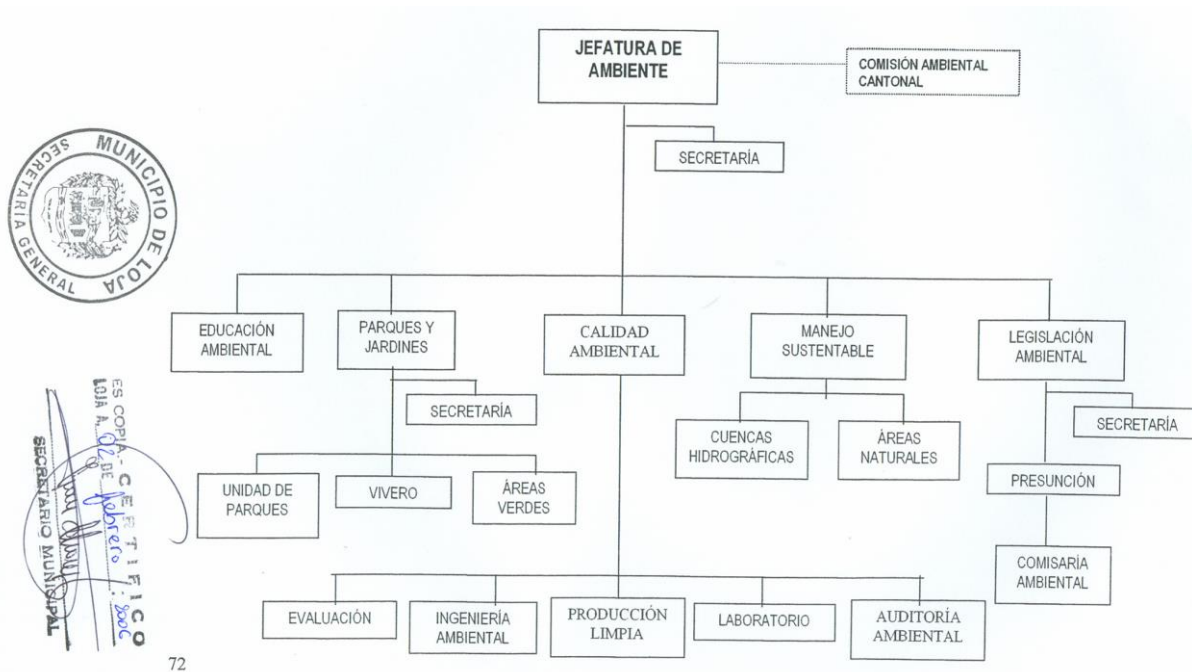 JEFATURA DE
AMBIENTE
COMISIÓN AMBIENTAL
CANTONAL
SECRETARÍA
MUNICIPIO DE LOJA
SECRETARIA GENERAL
EDUCACIÓN
AMBIENTAL
PARQUES Y
JARDINES
CALIDAD
AMBIENTAL
MANEJO
SUSTENTABLE
LEGISLACIÓN
AMBIENTAL
SECRETARÍA
SECRETARÍA
CUENCAS
HIDROGRÁFICAS
ÁREAS
NATURALES
UNIDAD DE
PARQUES
VIVERO
ÁREAS
VERDES
PRESUNCIÓN
COMISARÍA
AMBIENTAL
EVALUACIÓN
INGENIERÍA
AMBIENTAL
PRODUCCIÓN
LIMPIA
LABORATORIO
AUDITORÍA
AMBIENTAL
ES COPIA.- CERTIFICO
LOJA A, 02 DE febrero
SECRETARIO MUNICIPAL
72